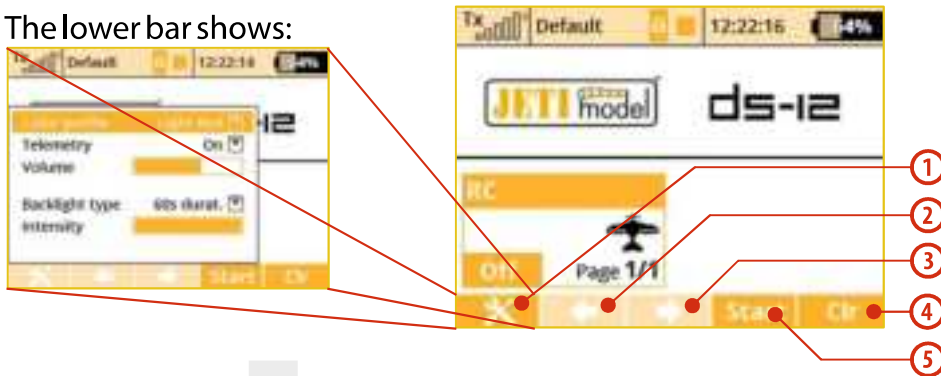 The lower bar shows:
Tx Default 12:22:16
Telemetry On
Volume
Backlight type 60s durat.
Intensity
Start Clr
Tx Default 12:22:16 4%
JETI model ds-12
RC
Off Page 1/1
Start Clr
1
2
3
4
5